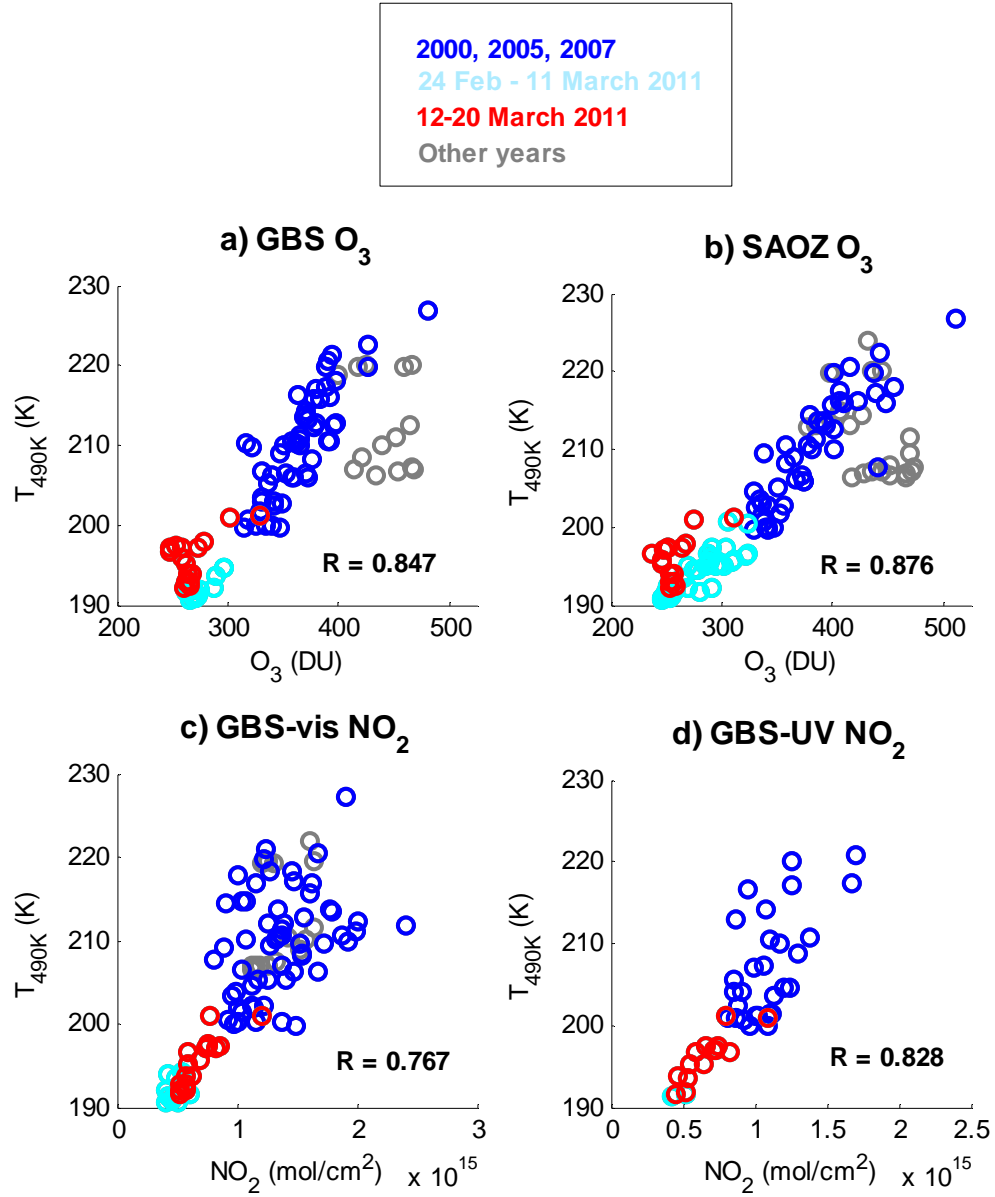 2000, 2005, 2007
24 Feb - 11 March 2011
12-20 March 2011
Other years
a) GBS O3
T490K (K)
230
220
210
200
190
200
300
400
500
O3 (DU)
R = 0.847
b) SAOZ O3
T490K (K)
230
220
210
200
190
200
300
400
500
O3 (DU)
R = 0.876
c) GBS-vis NO2
T490K (K)
230
220
210
200
190
0
1
2
3
NO2 (mol/cm2) x 10^15
R = 0.767
d) GBS-UV NO2
T490K (K)
230
220
210
200
190
0
0.5
1
1.5
2
2.5
NO2 (mol/cm2) x 10^15
R = 0.828